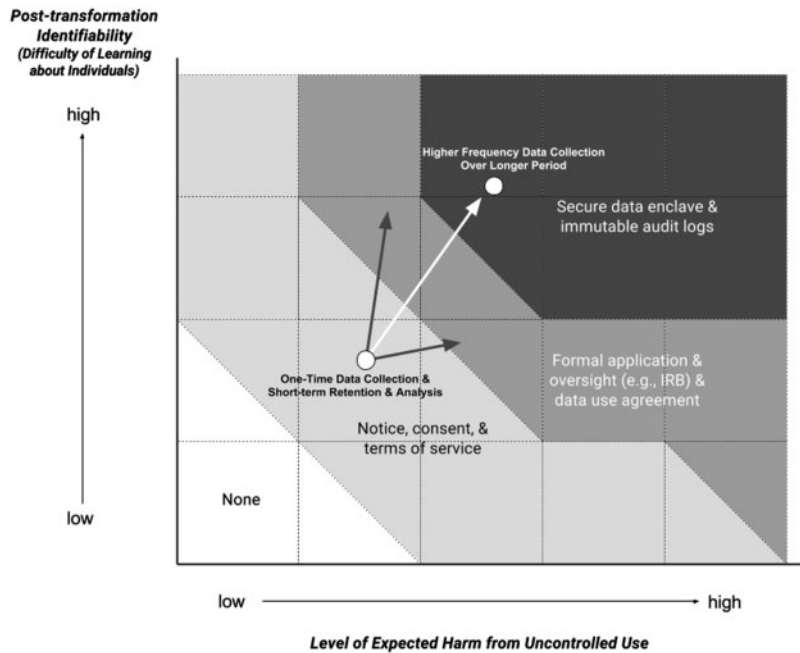 Post-transformation
Identifiability
(Difficulty of Learning
about Individuals)
high
low
Higher Frequency Data Collection
Over Longer Period
Secure data enclave &
immutable audit logs
One-Time Data Collection &
Short-term Retention & Analysis
Formal application &
oversight (e.g., IRB) &
data use agreement
Notice, consent, &
terms of service
None
low
high
Level of Expected Harm from Uncontrolled Use